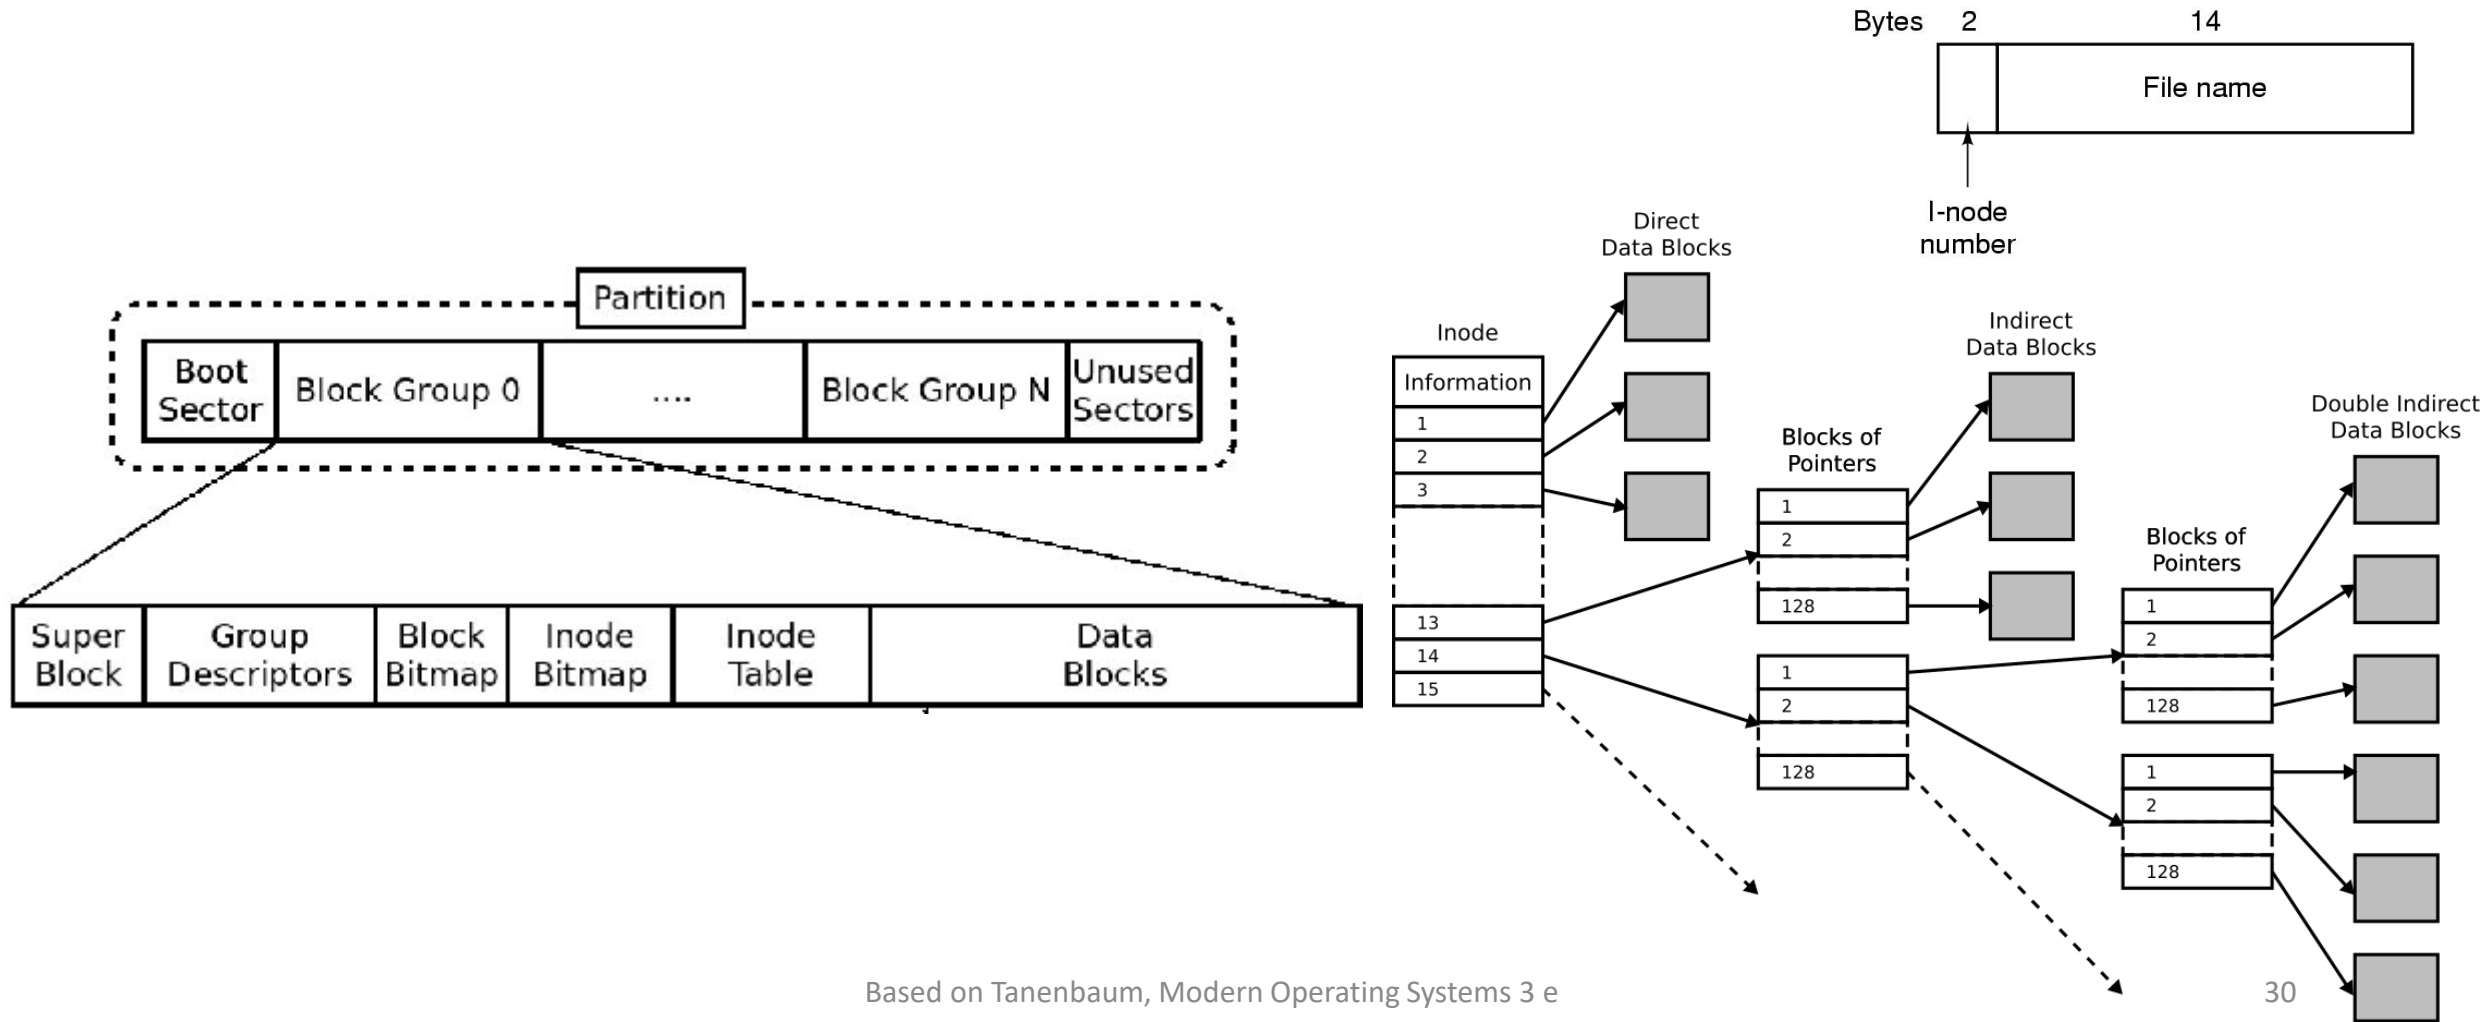 Bytes 2 14
File name
I-node
number
Partition
Boot
Sector
Block Group 0
....
Block Group N
Unused
Sectors
Super
Block
Group
Descriptors
Block
Bitmap
Inode
Bitmap
Inode
Table
Data
Blocks
Inode
Information
1
2
3
13
14
15
Direct
Data Blocks
Blocks of
Pointers
1
2
128
1
2
128
Indirect
Data Blocks
Blocks of
Pointers
1
2
128
1
2
128
Double Indirect
Data Blocks
Based on Tanenbaum, Modern Operating Systems 3 e
30